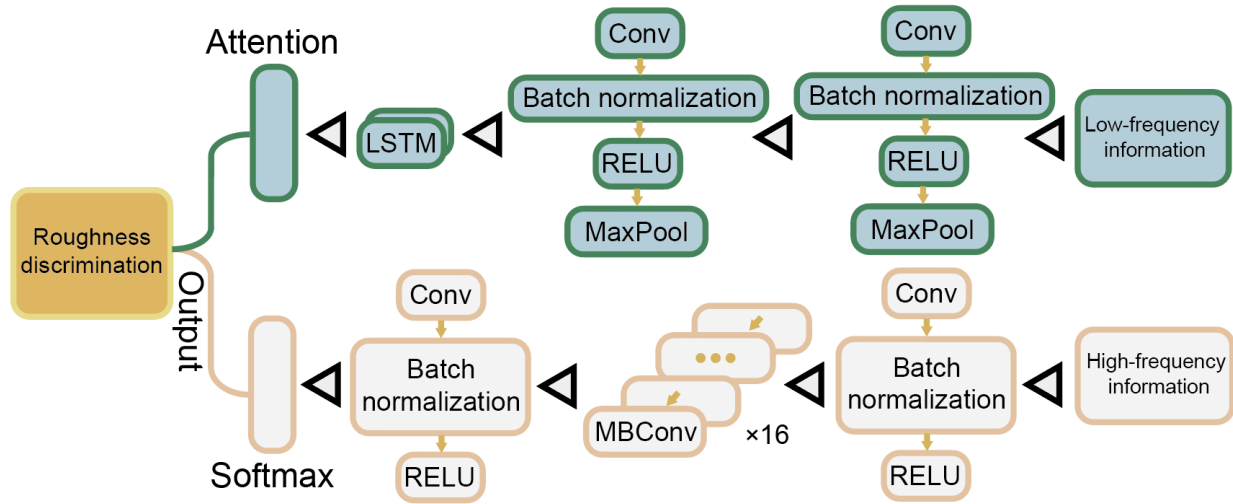 Attention
Conv
Batch normalization
RELU
MaxPool
Conv
Batch normalization
RELU
MaxPool
Low-frequency
information
LSTM
Roughness
discrimination
Output
Softmax
Conv
Batch
normalization
RELU
MBConv
×16
Conv
Batch
normalization
RELU
High-frequency
information